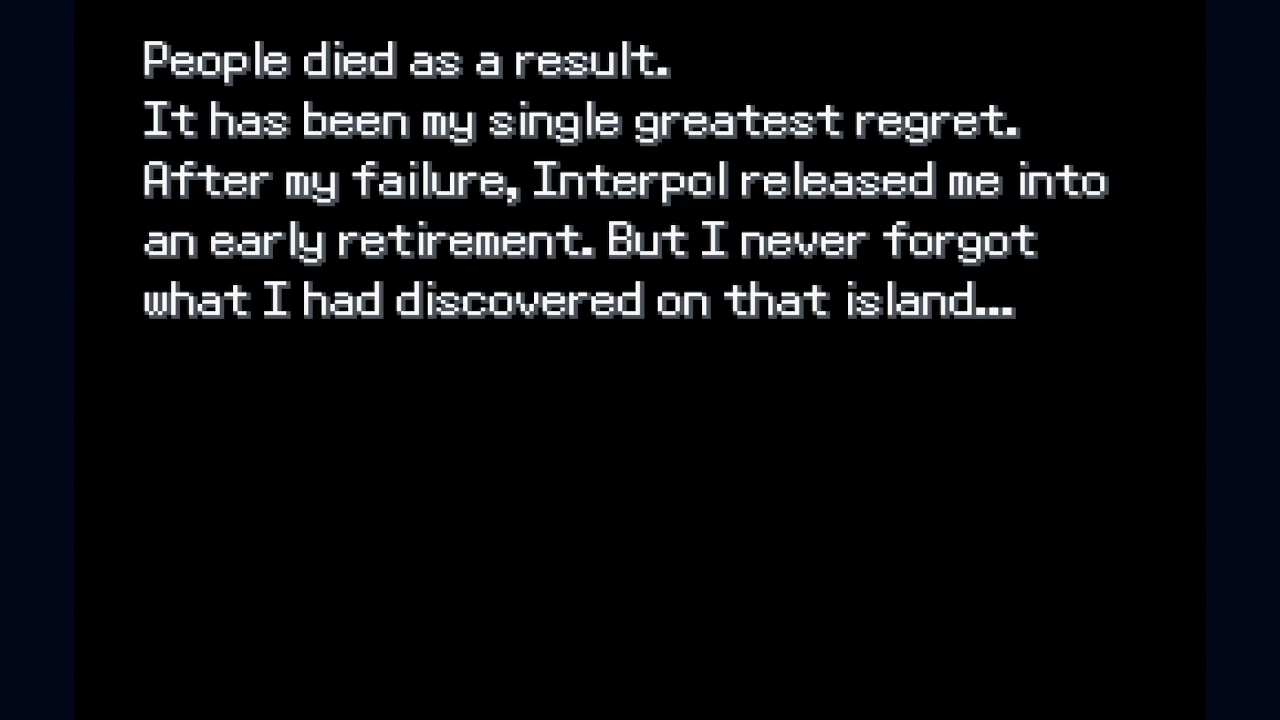 People died as a result.
It has been my single greatest regret.
After my failure, Interpol released me into
an early retirement. But I never forgot
what I had discovered on that island...